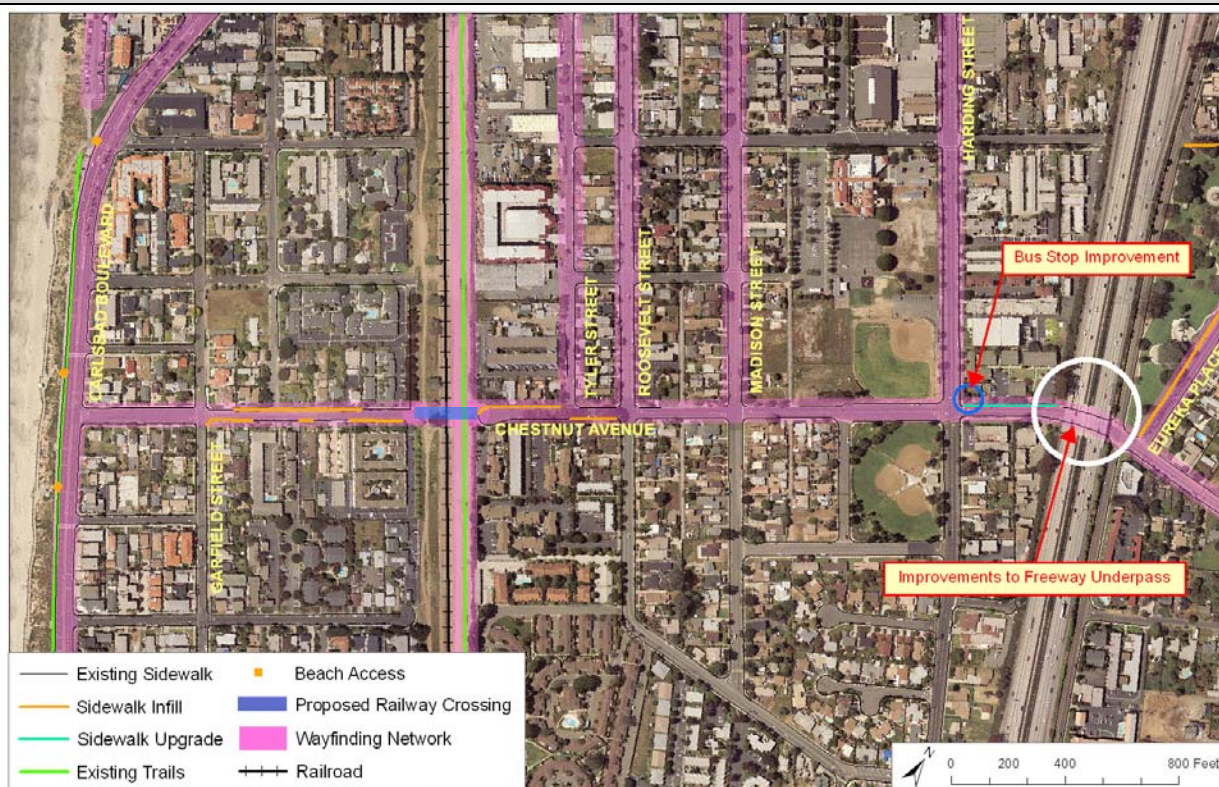 HARDING STREET
CARLSBAD BOULEVARD
Bus Stop Improvement
TYLER STREET
ROOSEVELT STREET
MADISON STREET
EUREKA PLACE
CHESTNUT AVENUE
GARFIELD STREET
Improvements to Freeway Underpass
Existing Sidewalk
Sidewalk Infill
Sidewalk Upgrade
Existing Trails
Beach Access
Proposed Railway Crossing
Wayfinding Network
Railroad
N
0 200 400 800 Feet